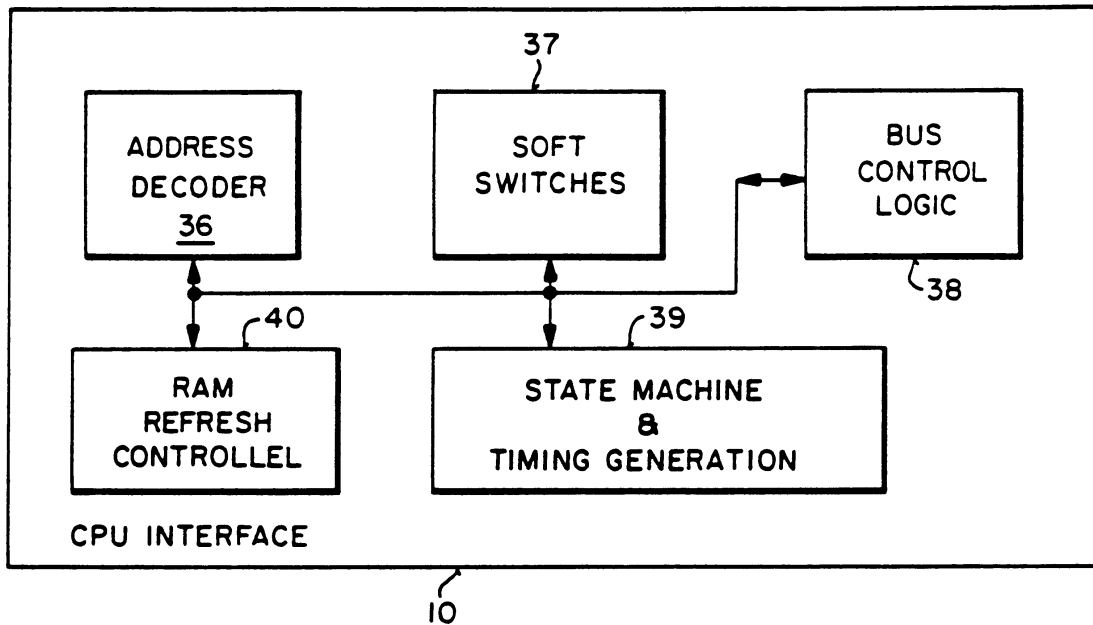 37
ADDRESS
DECODER
36
SOFT
SWITCHES
BUS
CONTROL
LOGIC
38
40
39
RAM
REFRESH
CONTROLLEL
STATE MACHINE
&
TIMING GENERATION
CPU INTERFACE
10